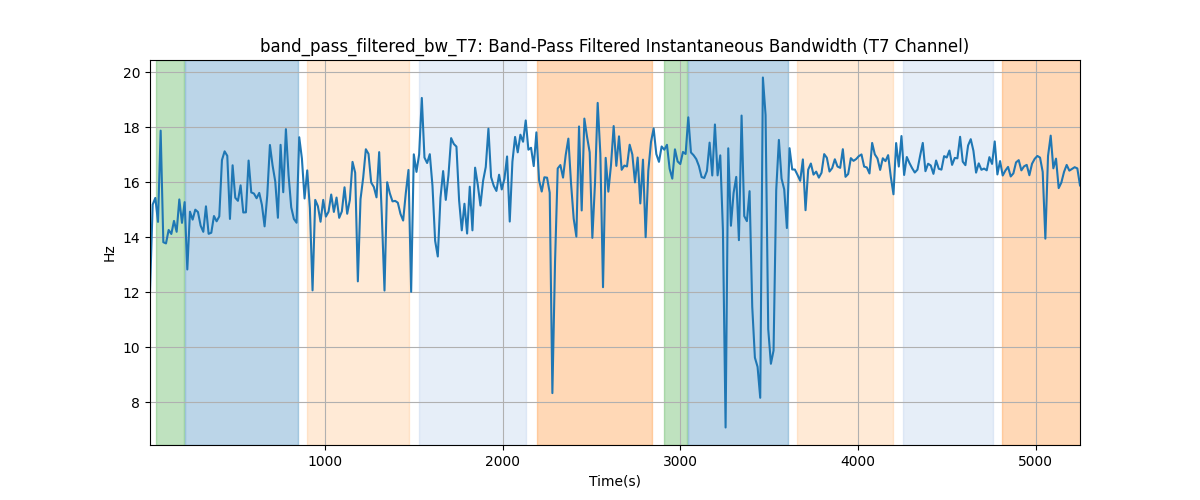 band_pass_filtered_bw_T7: Band-Pass Filtered Instantaneous Bandwidth (T7 Channel)
20
18
16
14
12
10
8
Hz
1000 2000 3000 4000 5000
Time(s)